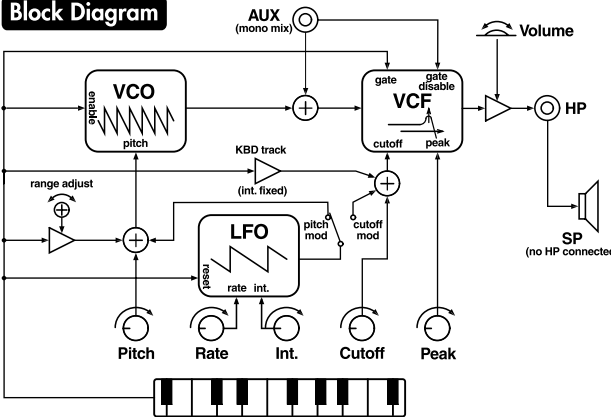 Block Diagram
AUX
(mono mix)
Volume
gate
gate
disable
VCO
enable
pitch
VCF
cutoff
peak
HP
KBD track
(int. fixed)
range adjust
LFO
reset
rate
int.
pitch
mod
cutoff
mod
SP
(no HP connecte
Pitch
Rate
Int.
Cutoff
Peak